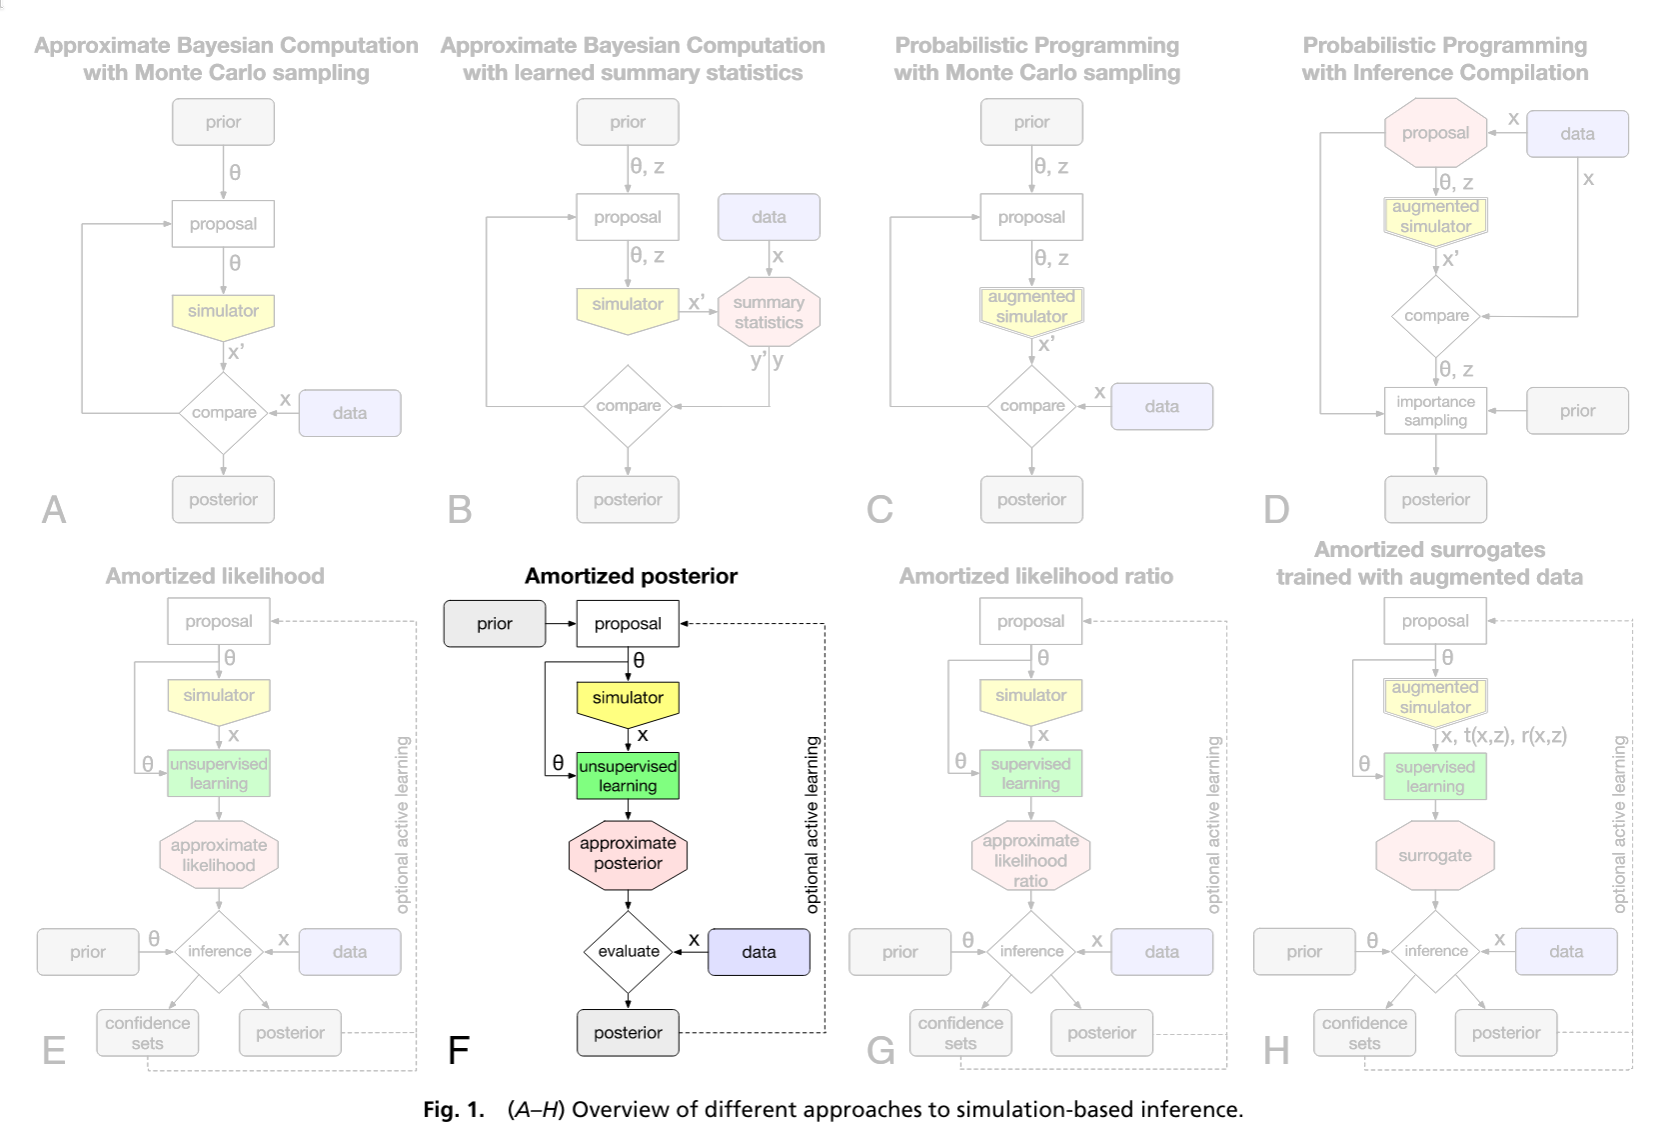 Approximate Bayesian Computation
with Monte Carlo sampling
prior
θ
proposal
θ
simulator
x'
compare
x
data
posterior
A
Approximate Bayesian Computation
with learned summary statistics
prior
θ, z
proposal
data
θ, z
x
simulator
x'
summary
statistics
y' y
compare
posterior
B
Probabilistic Programming
with Monte Carlo sampling
prior
θ, z
proposal
θ, z
augmented
simulator
x'
compare
x
data
posterior
C
Probabilistic Programming
with Inference Compilation
proposal
x
data
θ, z
x
augmented
simulator
x'
compare
θ, z
importance
sampling
prior
posterior
D
Amortized likelihood
proposal
θ
simulator
x
θ
unsupervised
learning
approximate
likelihood
optional active learning
prior
θ
inference
x
data
confidence
sets
posterior
E
Amortized posterior
prior
proposal
θ
simulator
x
θ
unsupervised
learning
approximate
posterior
optional active learning
evaluate
x
data
posterior
F
Amortized likelihood ratio
proposal
θ
simulator
x
θ
supervised
learning
approximate
likelihood
ratio
optional active learning
prior
θ
inference
x
data
confidence
sets
posterior
G
Amortized surrogates
trained with augmented data
proposal
θ
augmented
simulator
x, t(x,z), r(x,z)
θ
supervised
learning
surrogate
optional active learning
prior
θ
inference
x
data
confidence
sets
posterior
H
Fig. 1. (A–H) Overview of different approaches to simulation-based inference.